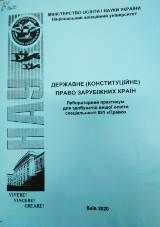 МІНІСТЕРСТВО ОСВІТИ І НАУКИ УКРАЇНИ
Національний авіаційний університет
ДЕРЖАВНЕ (КОНСТИТУЦІЙНЕ)
ПРАВО ЗАРУБІЖНИХ КРАЇН
Лабораторний практикум
для здобувачів вищої освіти
спеціальності 081 «Право»
VIVERE!
VINCERE!
CREARE!
Київ 2020